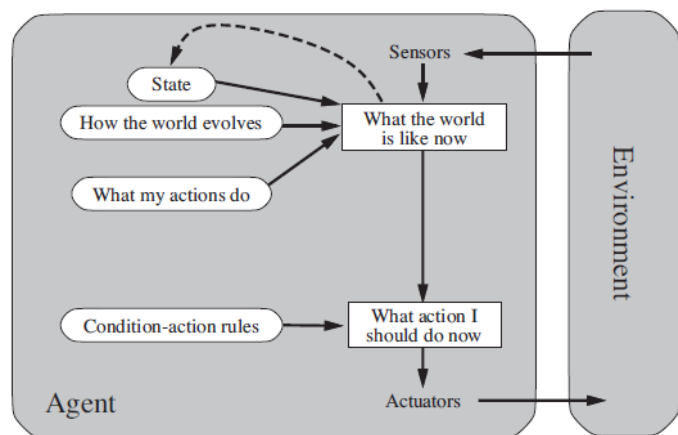 Sensors
State
How the world evolves
What the world
is like now
What my actions do
Condition-action rules
What action I
should do now
Agent
Actuators
Environment